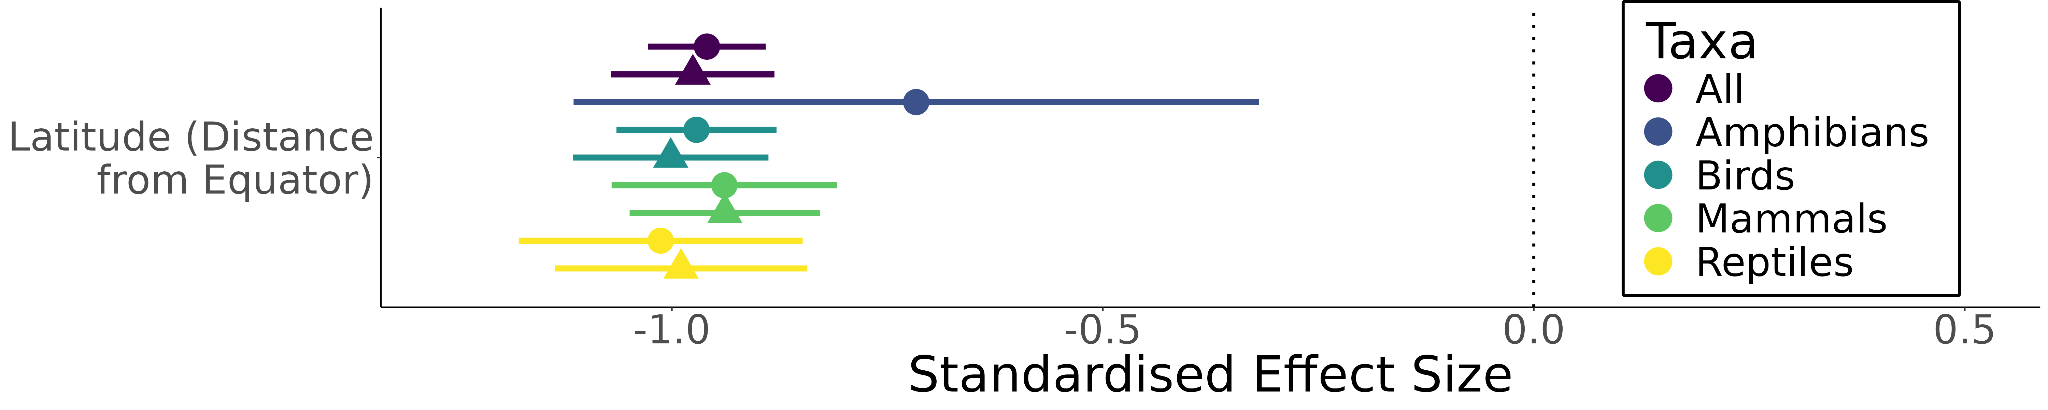 Taxa
All
Amphibians
Birds
Mammals
Reptiles
Latitude (Distance
from Equator)
-1.0 -0.5 0.0 0.5
Standardised Effect Size